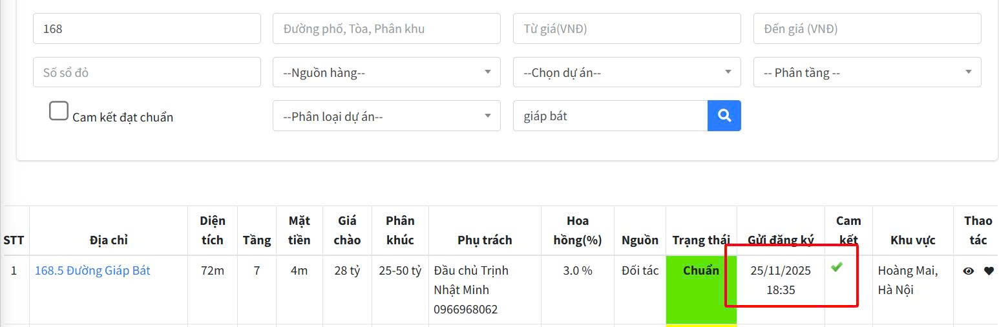 168
Đường phố, Tòa, Phân khu
Từ giá(VNĐ)
Đến giá (VNĐ)
Số sổ đỏ
--Nguồn hàng--
--Chọn dự án--
-- Phân tầng --
Cam kết đạt chuẩn
--Phân loại dự án--
giáp bát
STT
Địa chỉ
Diện
tích
Tầng
Mặt
tiền
Giá
chào
Phân
khúc
Phụ trách
Hoa
hồng(%)
Nguồn
Trạng thái
Gửi đăng ký
Cam
kết
Khu vực
Thao
tác
1
168.5 Đường Giáp Bát
72m
7
4m
28 tỷ
25-50 tỷ
Đầu chủ Trịnh
Nhật Minh
0966968062
3.0 %
Đối tác
Chuẩn
25/11/2025
18:35
Hoàng Mai,
Hà Nội